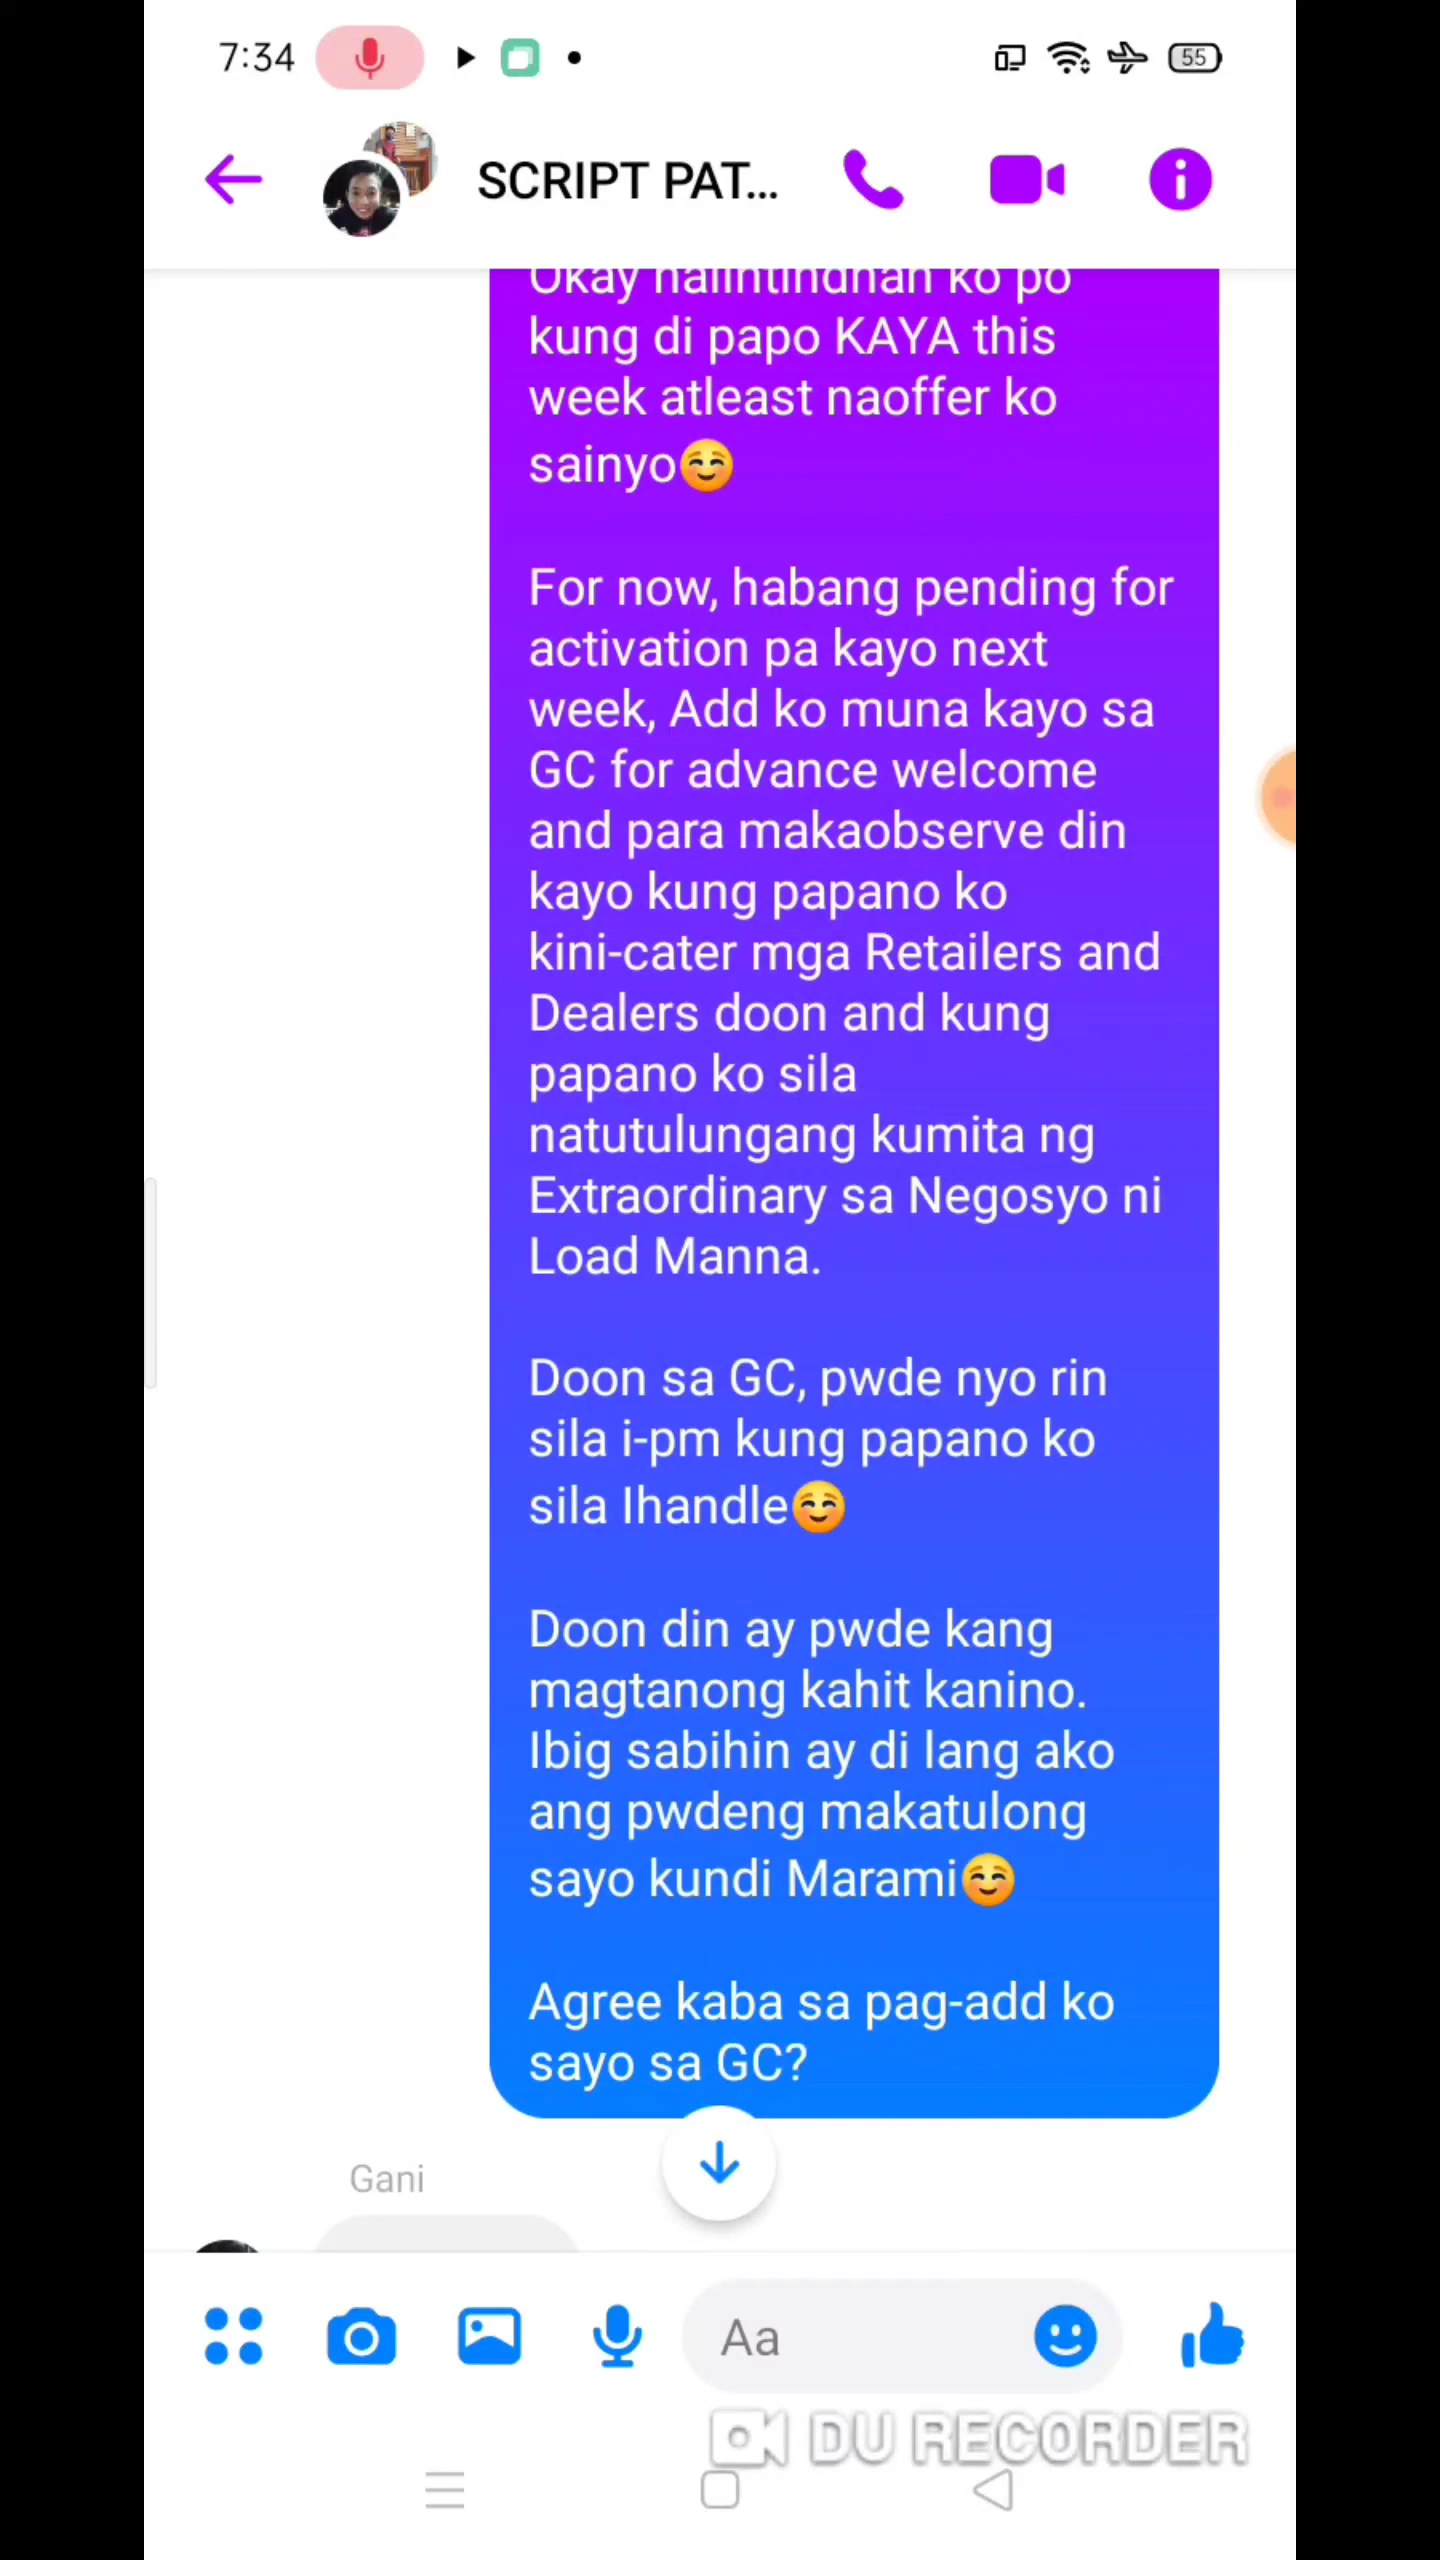 7:34
55
SCRIPT PAT...
Okay naiintindhan ko po
kung di papo KAYA this
week atleast naoffer ko
sainyo☺️
For now, habang pending for
activation pa kayo next
week, Add ko muna kayo sa
GC for advance welcome
and para makaobserve din
kayo kung papano ko
kini-cater mga Retailers and
Dealers doon and kung
papano ko sila
natutulungang kumita ng
Extraordinary sa Negosyo ni
Load Manna.
Doon sa GC, pwde nyo rin
sila i-pm kung papano ko
sila Ihandle☺️
Doon din ay pwde kang
magtanong kahit kanino.
Ibig sabihin ay di lang ako
ang pwdeng makatulong
sayo kundi Marami☺️
Agree kaba sa pag-add ko
sayo sa GC?
Gani
Aa
DU RECORDER